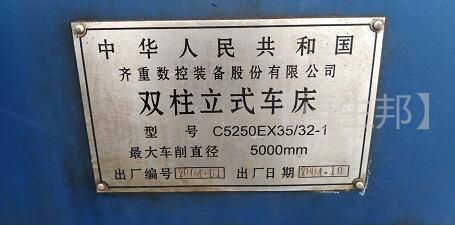 中华人民共和国
齐重数控装备股份有限公司
双柱立式车床
型号 C5250EX35/32-1
最大车削直径 5000mm
出厂编号 出厂日期
邦】